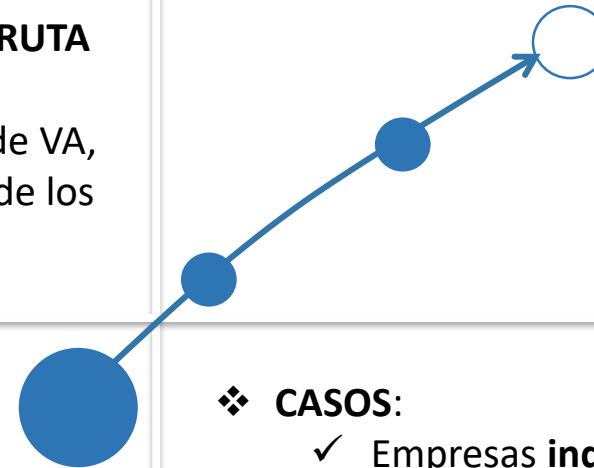 RUTA
de VA,
de los
❖ CASOS:
✓ Empresas